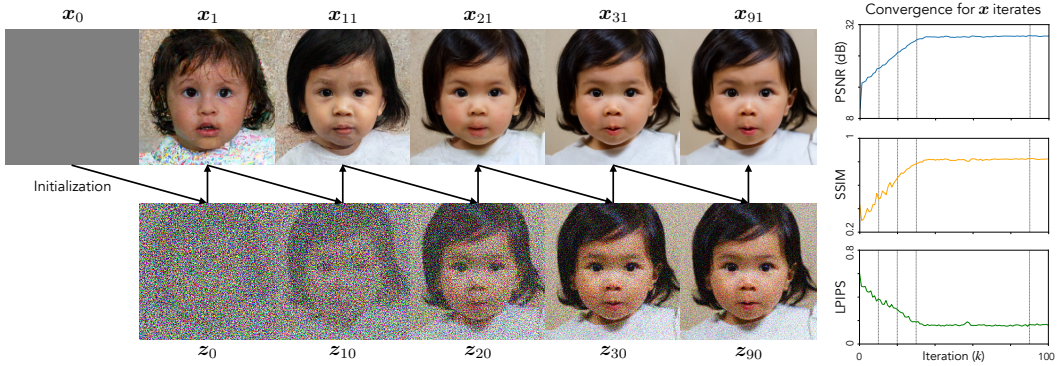 x0 x1 x11 x21 x31 x91
Initialization
z0 z10 z20 z30 z90
Convergence for x iterates
PSNR (dB)
32
8
SSIM
1
0.2
LPIPS
0.8
0
0 Iteration (k) 100